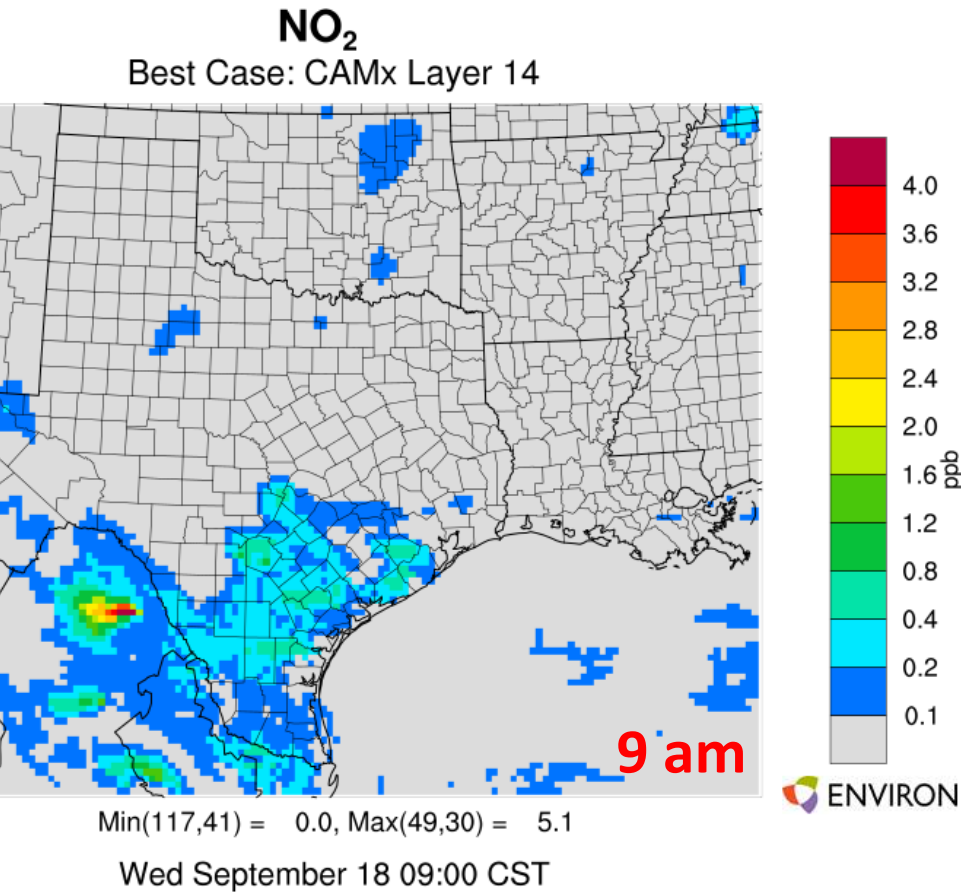 NO₂
Best Case: CAMx Layer 14
4.0
3.6
3.2
2.8
2.4
2.0
1.6
1.2
0.8
0.4
0.2
0.1
ppb
9 am
ENVIRON
Min(117,41) = 0.0, Max(49,30) = 5.1
Wed September 18 09:00 CST